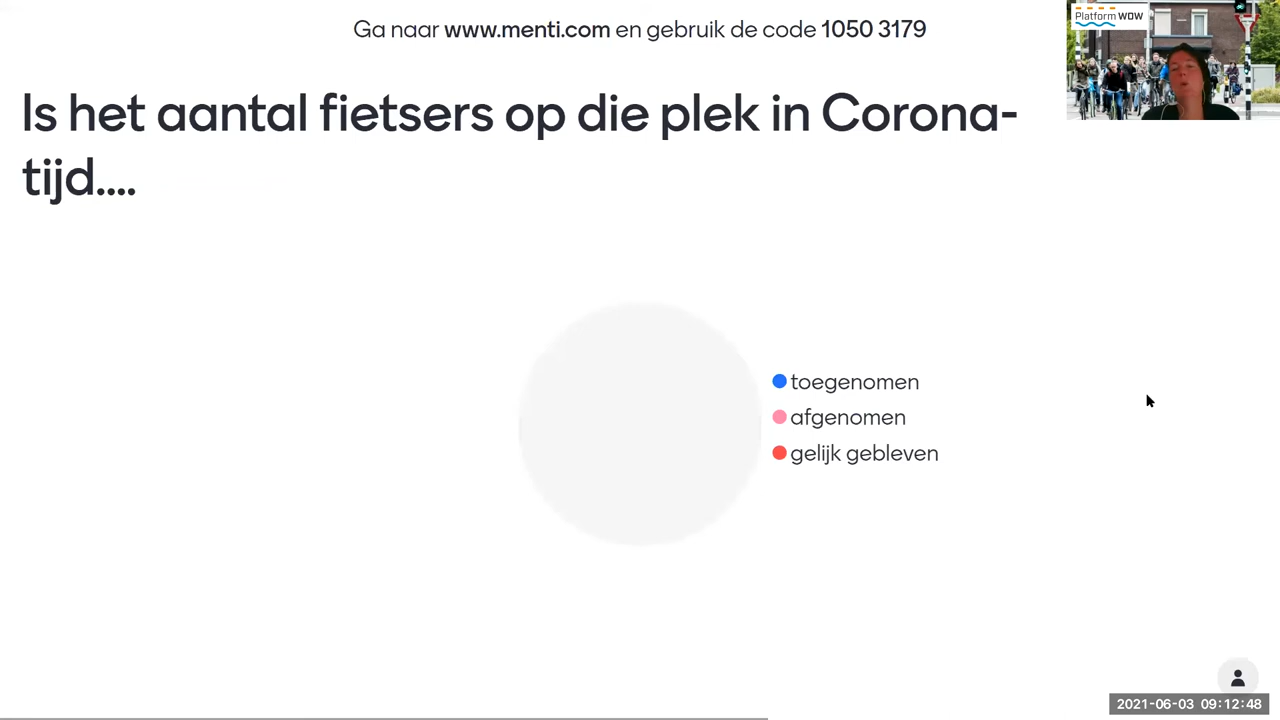 Ga naar www.menti.com en gebruik de code 1050 3179
Platform WOW
Is het aantal fietsers op die plek in Corona-
tijd....
toegenomen
afgenomen
gelijk gebleven
2021-06-03 09:12:48